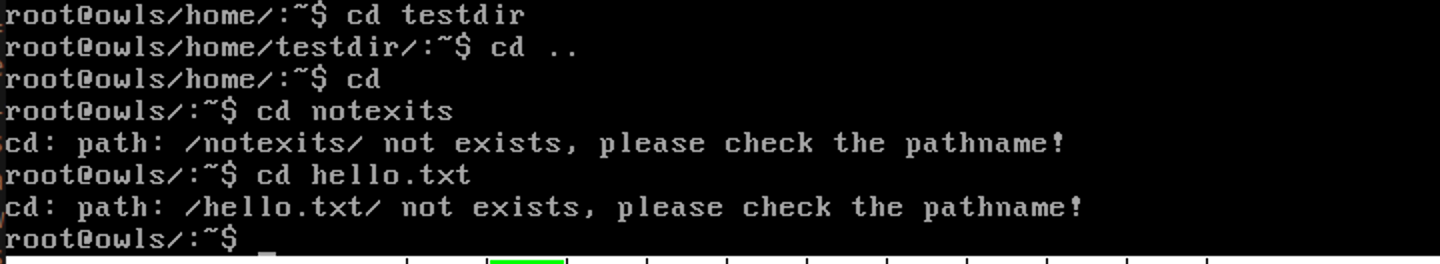 root@owls/home/:~$ cd testdir
root@owls/home/testdir/:~$ cd ..
root@owls/home/:~$ cd
root@owls/:~$ cd notexits
cd: path: /notexits/ not exists, please check the pathname!
root@owls/:~$ cd hello.txt
cd: path: /hello.txt/ not exists, please check the pathname!
root@owls/:~$